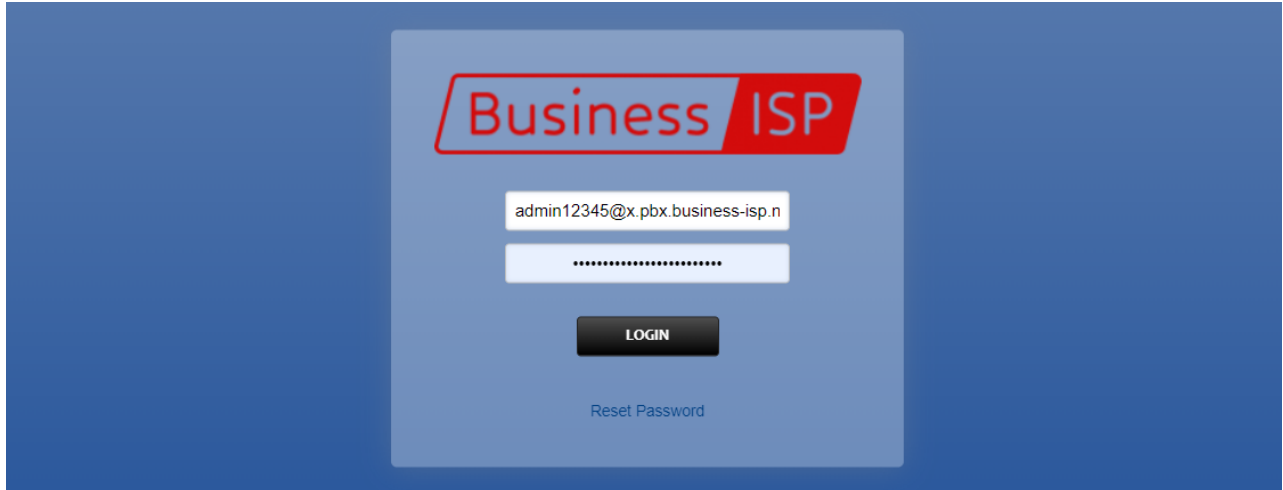 Business ISP
admin12345@x.pbx.business-isp.n
•••••••••••••••••••••••••
LOGIN
Reset Password